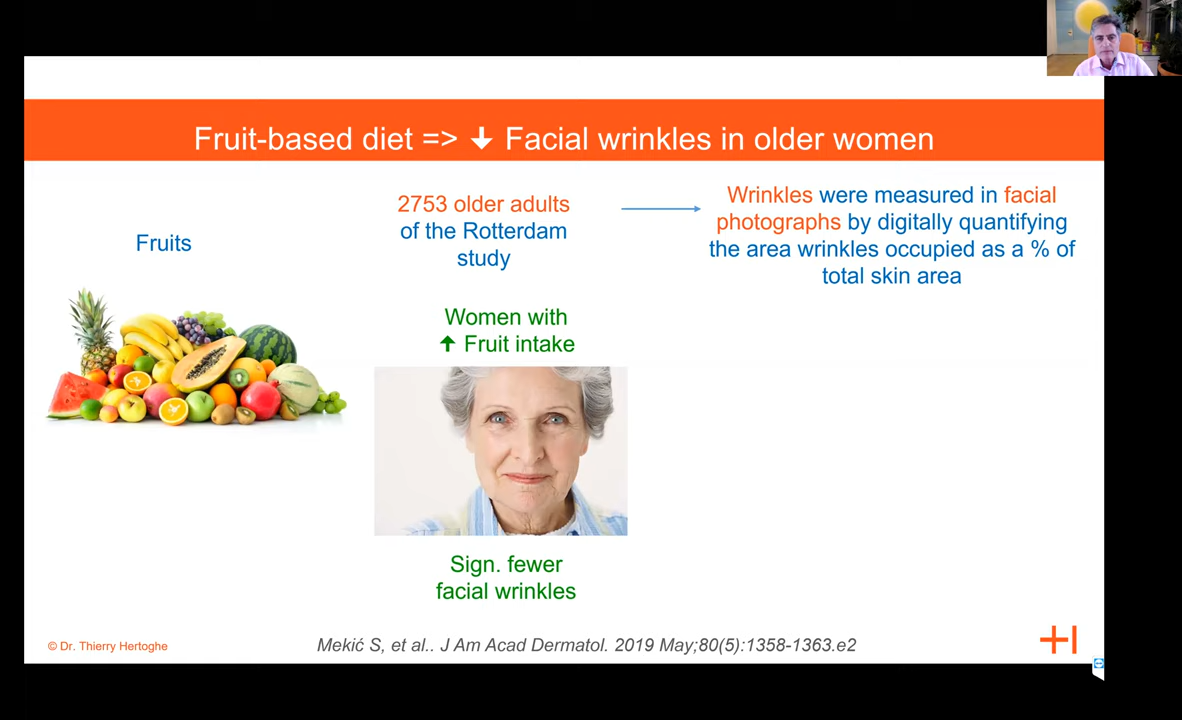 Fruit-based diet => ↓ Facial wrinkles in older women
Fruits
2753 older adults
of the Rotterdam
study
Wrinkles were measured in facial
photographs by digitally quantifying
the area wrinkles occupied as a % of
total skin area
Women with
↑ Fruit intake
Sign. fewer
facial wrinkles
© Dr. Thierry Hertoghe
Mekić S, et al.. J Am Acad Dermatol. 2019 May;80(5):1358-1363.e2